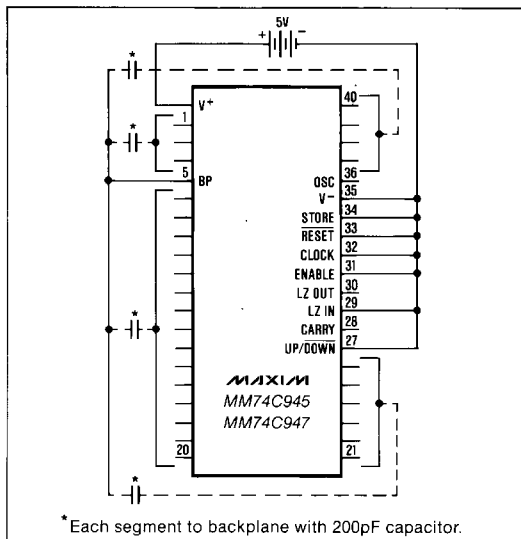 5V
+ −
*
V+
40
1
*
5
BP
36
OSC
35
V−
34
STORE
33
RESET
32
CLOCK
31
ENABLE
30
LZ OUT
29
LZ IN
28
CARRY
27
UP/DOWN
*
MAXIM
MM74C945
MM74C947
20
21
*
*Each segment to backplane with 200pF capacitor.